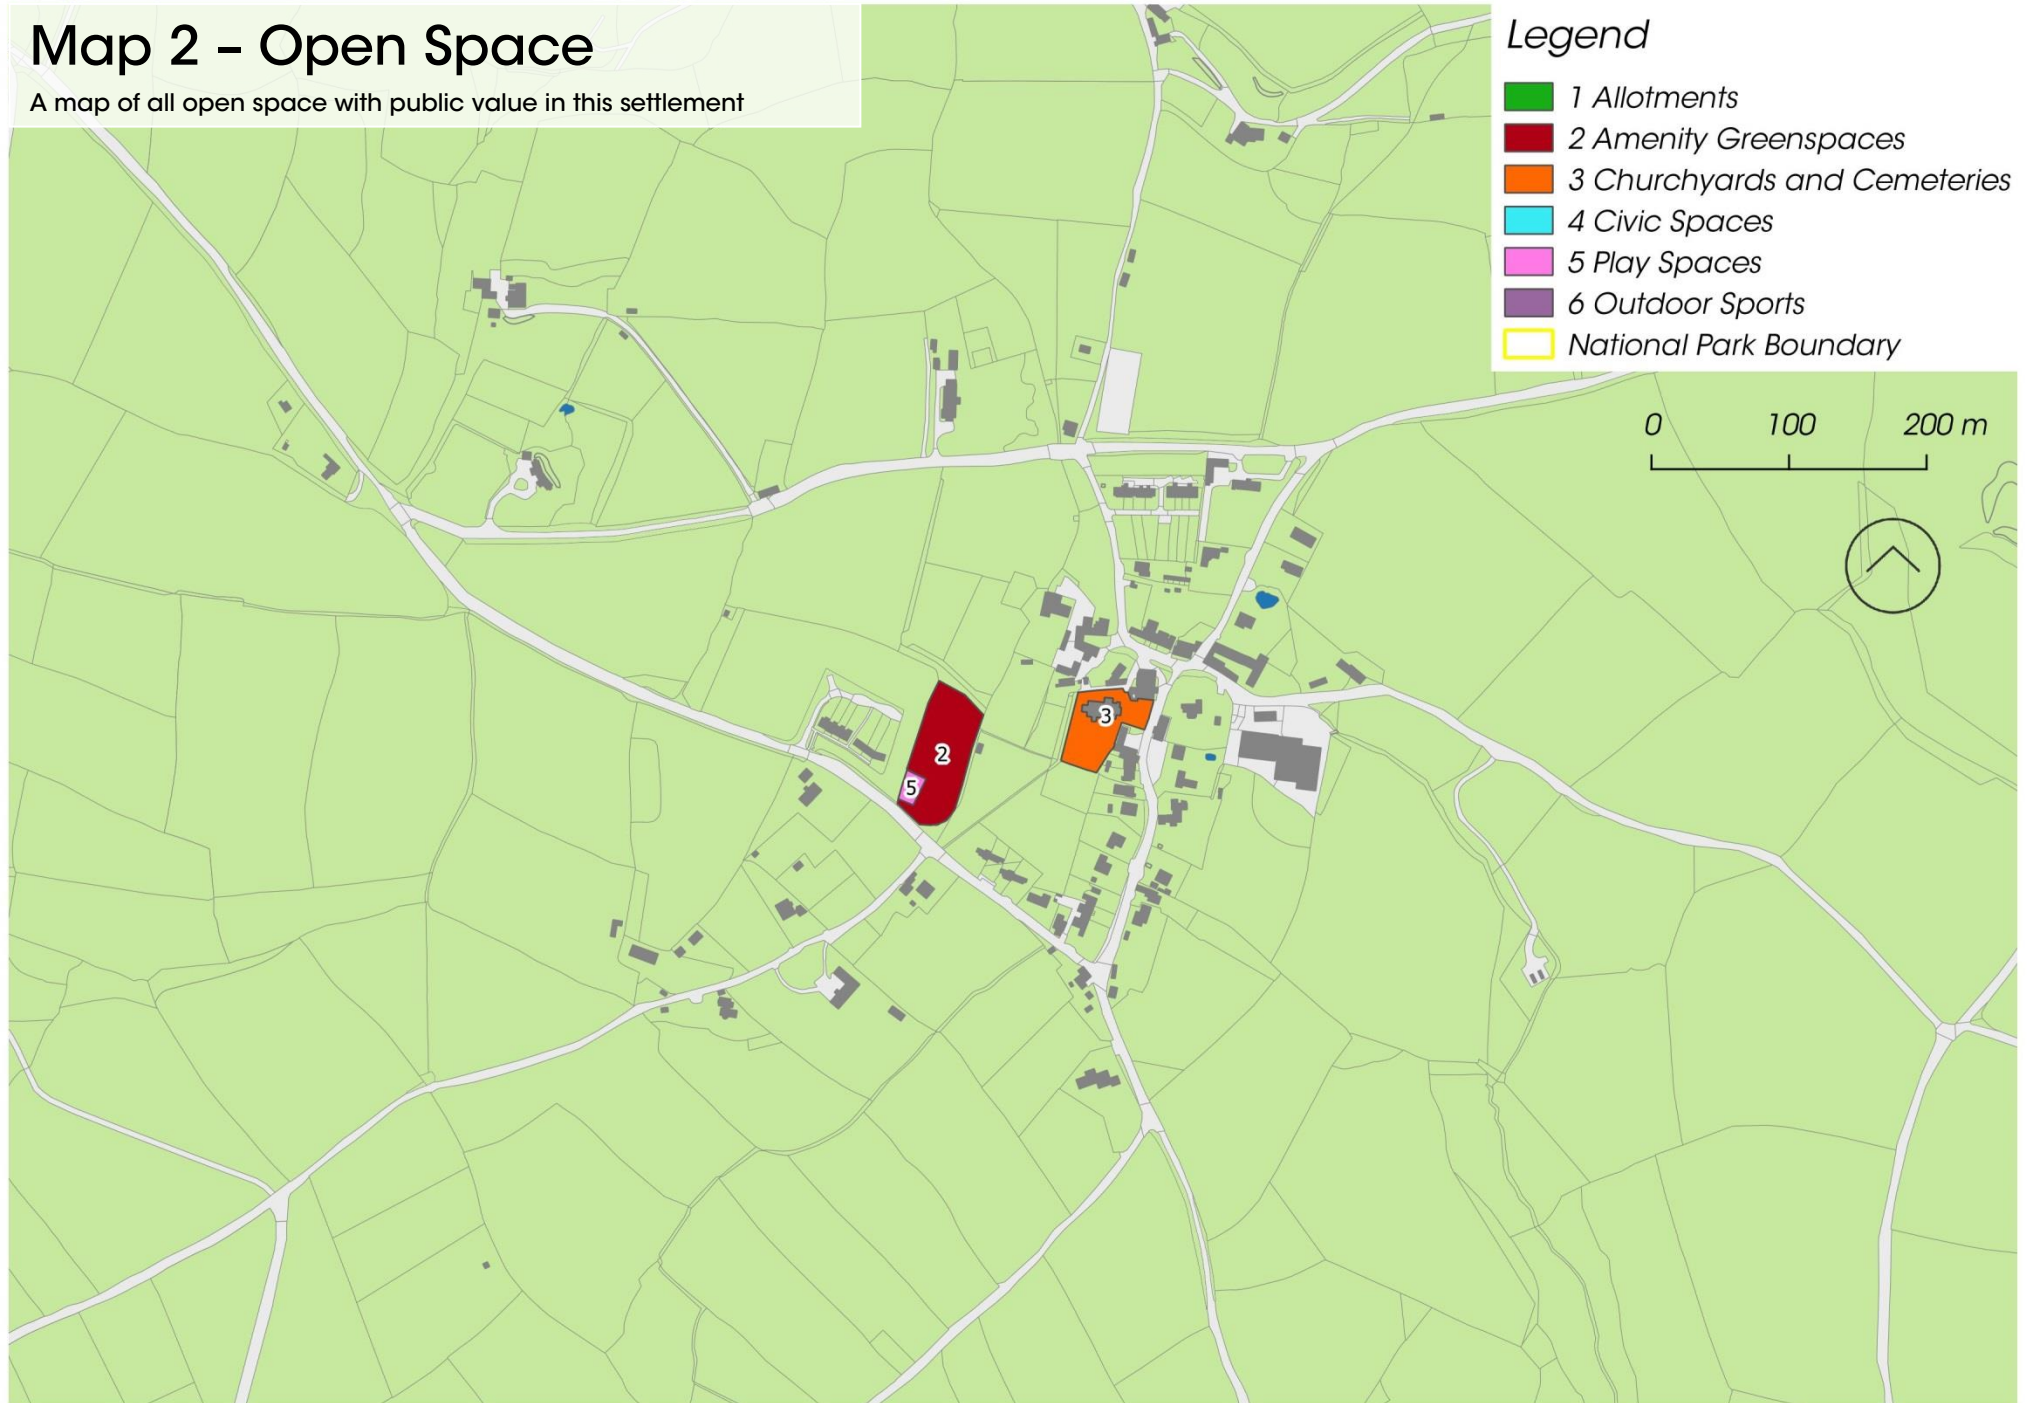 Map 2 – Open Space
A map of all open space with public value in this settlement
Legend
1 Allotments
2 Amenity Greenspaces
3 Churchyards and Cemeteries
4 Civic Spaces
5 Play Spaces
6 Outdoor Sports
National Park Boundary
0 100 200 m
3
2
5